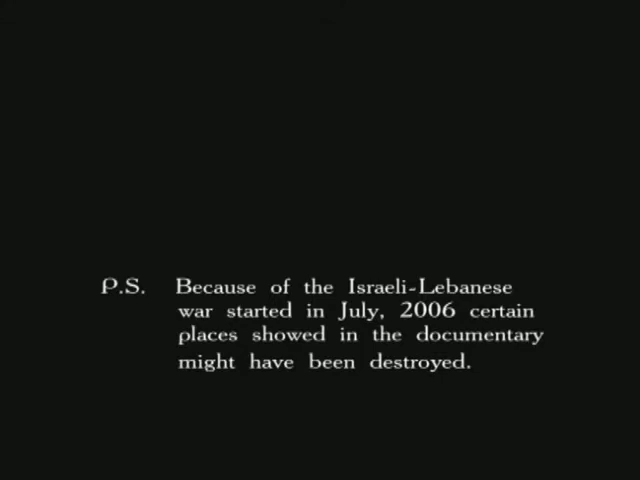 P.S. Because of the Israeli-Lebanese
war started in July, 2006 certain
places showed in the documentary
might have been destroyed.